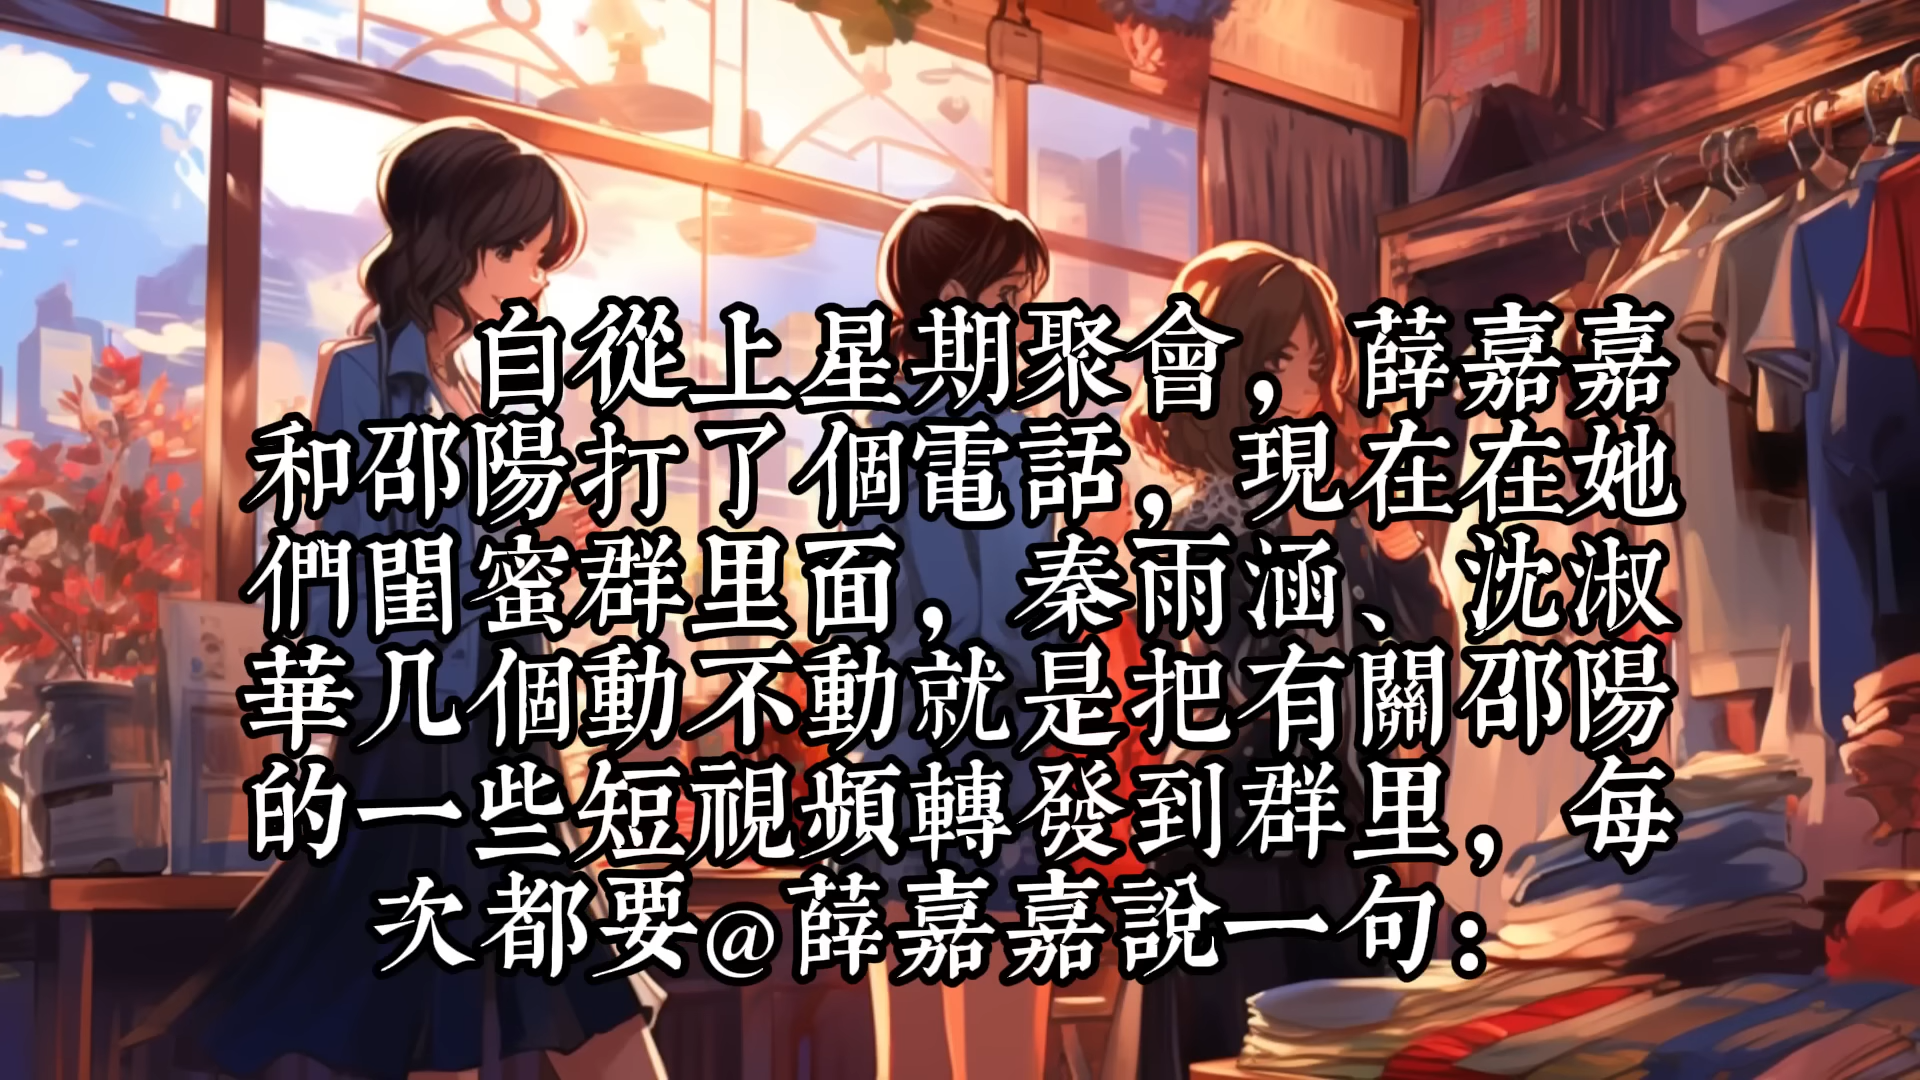 自從上星期聚會，薛嘉嘉
和邵陽打了個電話，現在在她
們閨蜜群里面，秦雨涵、沈淑
華几個動不動就是把有關邵陽
的一些短視頻轉發到群里，每
次都要@薛嘉嘉說一句：